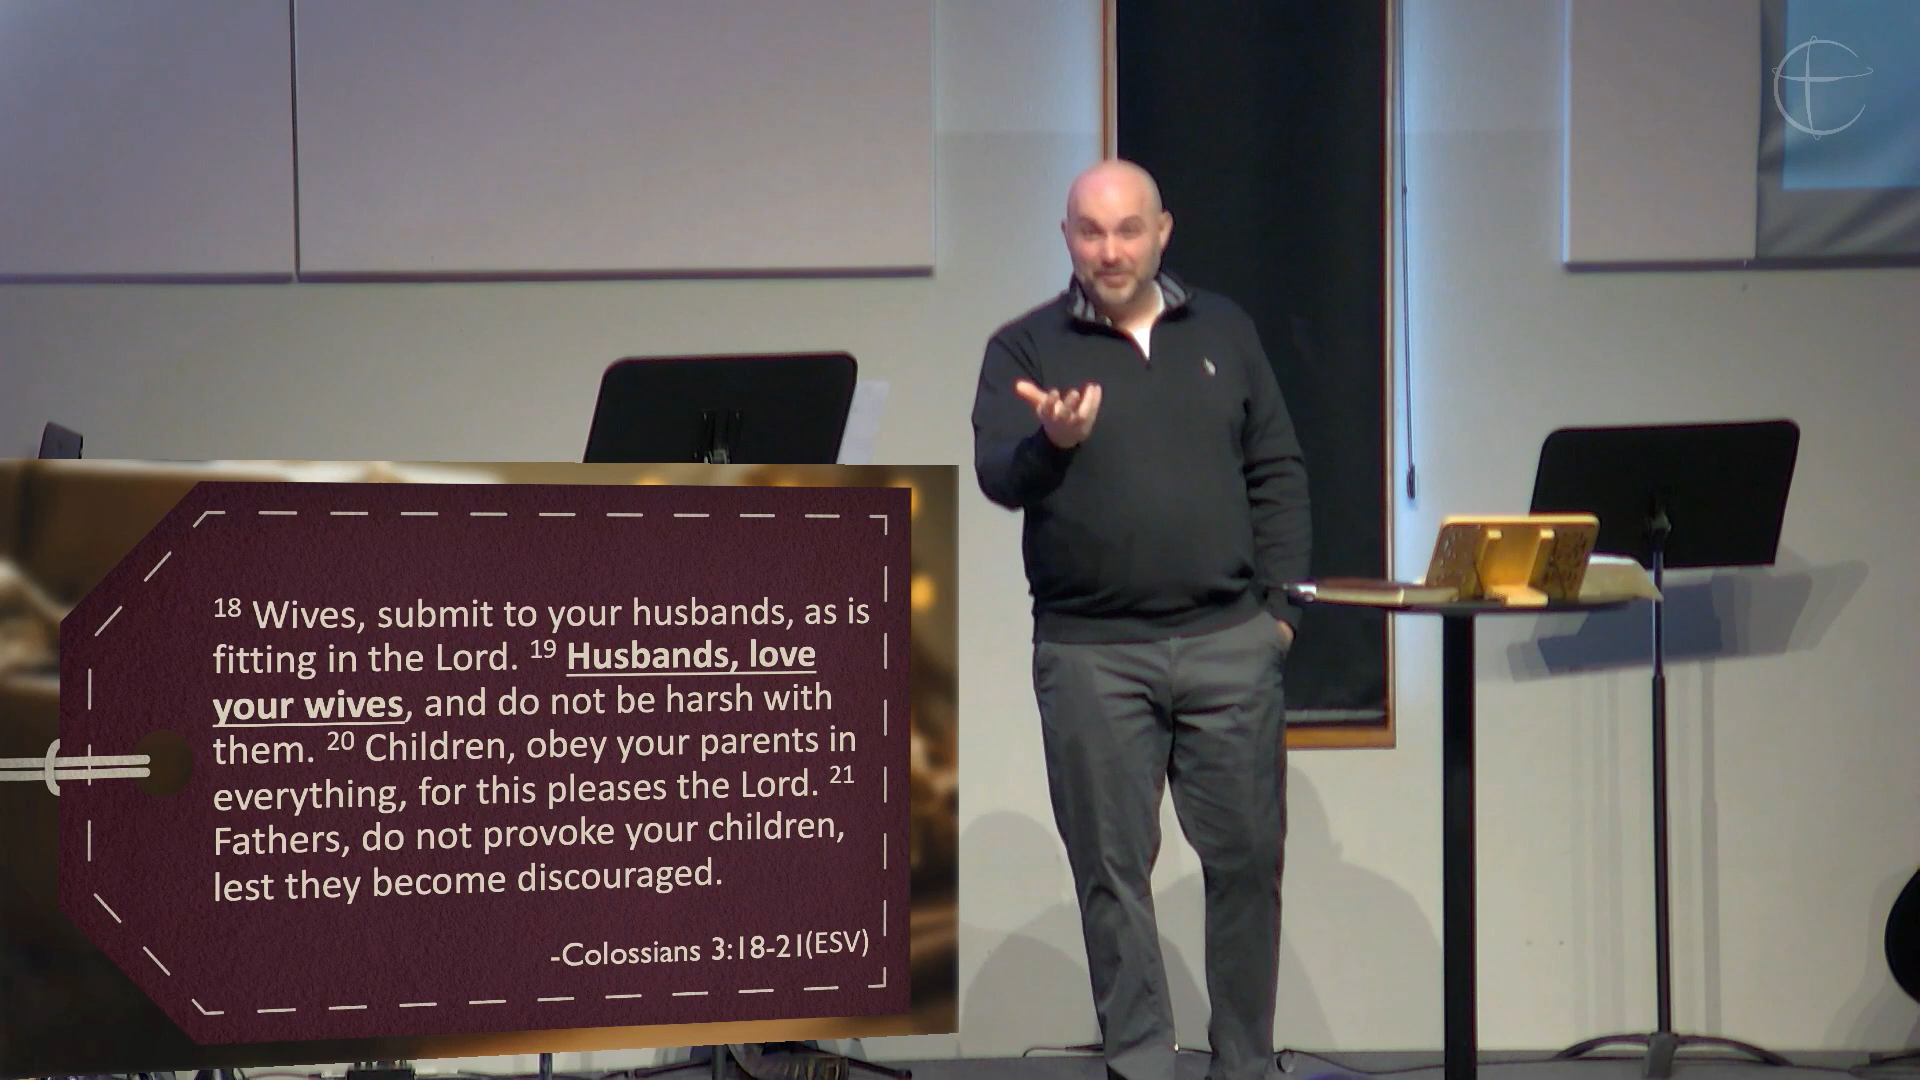 18 Wives, submit to your husbands, as is
fitting in the Lord. 19 Husbands, love
your wives, and do not be harsh with
them. 20 Children, obey your parents in
everything, for this pleases the Lord. 21
Fathers, do not provoke your children,
lest they become discouraged.
-Colossians 3:18-21(ESV)